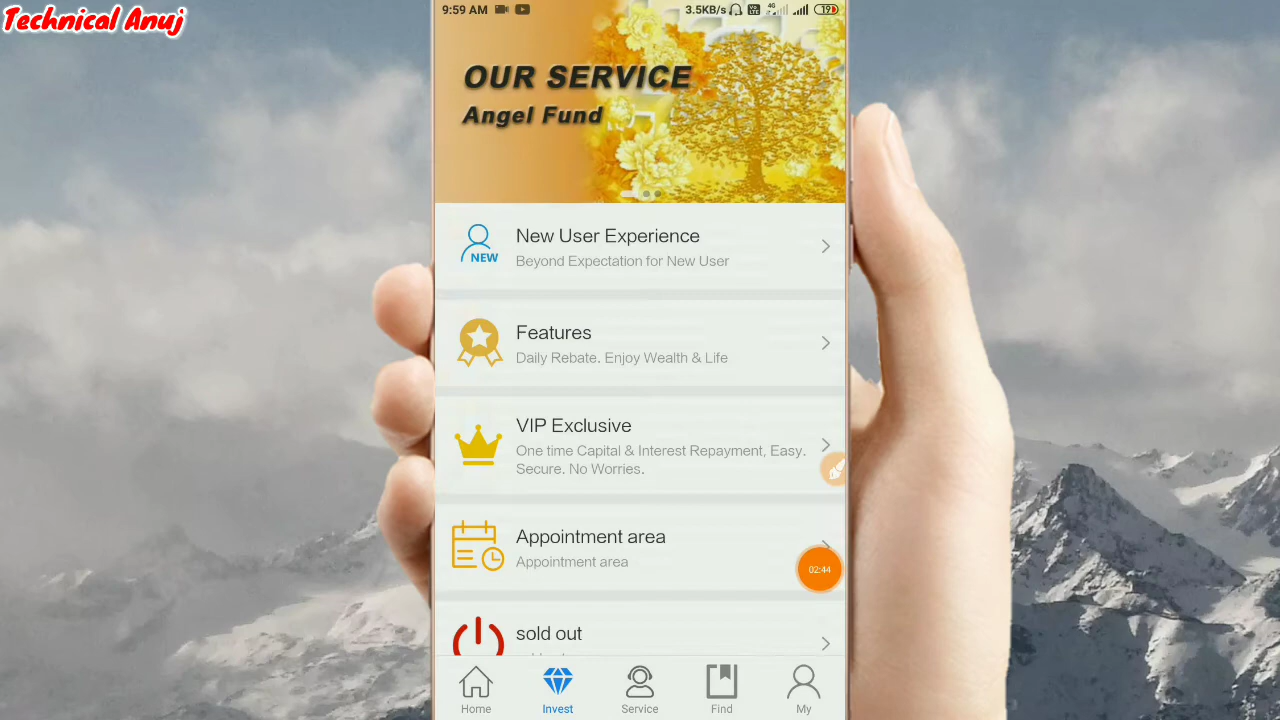 Technical Anuj
9:59 AM
3.5KB/s
4G
19
OUR SERVICE
Angel Fund
New User Experience
NEW
Beyond Expectation for New User
Features
Daily Rebate. Enjoy Wealth & Life
VIP Exclusive
One time Capital & Interest Repayment, Easy.
Secure. No Worries.
Appointment area
Appointment area
02:44
sold out
Home
Invest
Service
Find
My